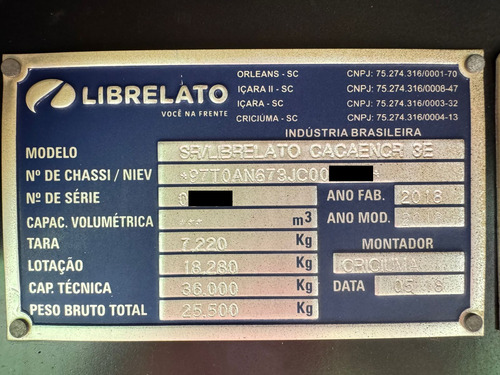 LIBRELATO
VOCÊ NA FRENTE
ORLEANS - SC CNPJ: 75.274.316/0001-70
IÇARA II - SC CNPJ: 75.274.316/0008-47
IÇARA - SC CNPJ: 75.274.316/0003-32
CRICIÚMA - SC CNPJ: 75.274.316/0004-13
INDÚSTRIA BRASILEIRA
MODELO SR/LIBRELATO CACAENCR 3E
Nº DE CHASSI / NIEV *97T0AN673JC00
Nº DE SÉRIE 0 ANO FAB. 2018
CAPAC. VOLUMÉTRICA *** m³ ANO MOD.
TARA 7.220 Kg MONTADOR
LOTAÇÃO 18.280 Kg CRICIUMA
CAP. TÉCNICA 36.000 Kg DATA 05 18
PESO BRUTO TOTAL 25.500 Kg